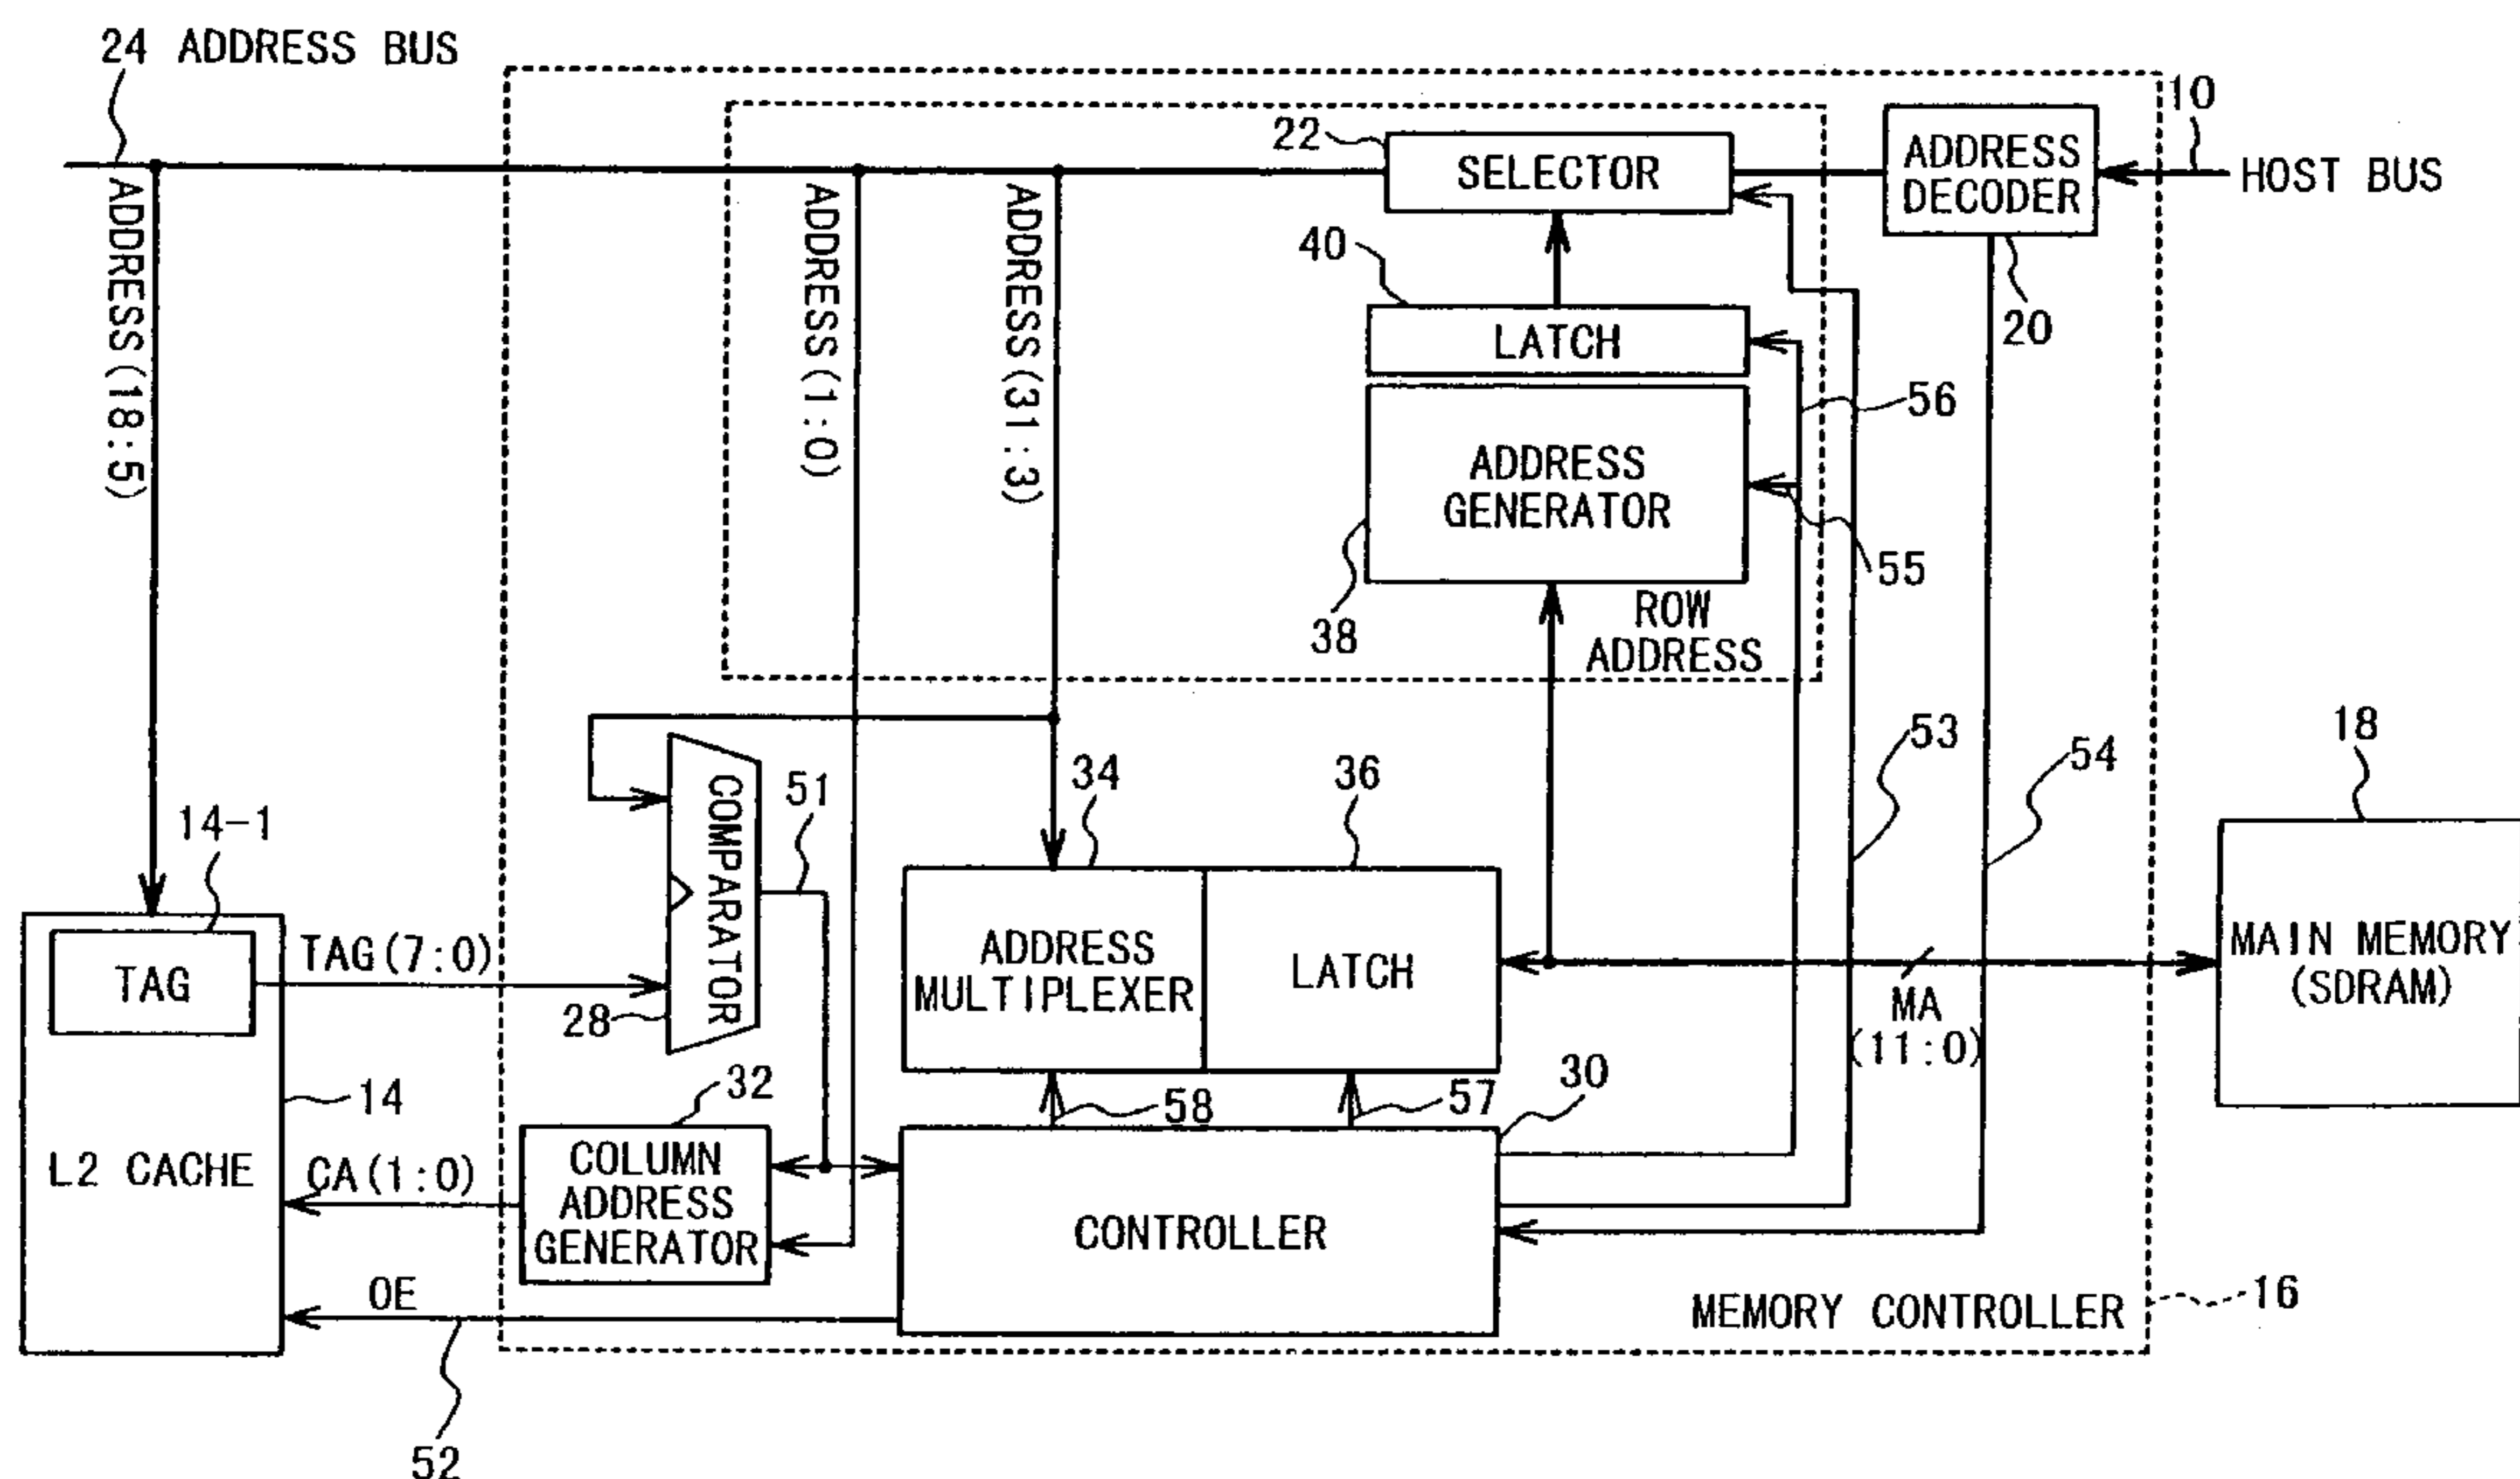 24 ADDRESS BUS
10
HOST BUS
22
SELECTOR
ADDRESS
DECODER
20
40
LATCH
ADDRESS (18:5)
ADDRESS (1:0)
ADDRESS (31:3)
56
ADDRESS
GENERATOR
55
38
ROW
ADDRESS
53
54
18
COMPARATOR
51
34
36
14-1
TAG
TAG (7:0)
28
ADDRESS
MULTIPLEXER
LATCH
MA
(11:0)
MAIN MEMORY
(SDRAM)
14
L2 CACHE
32
58
57
30
CA (1:0)
COLUMN
ADDRESS
GENERATOR
CONTROLLER
OE
MEMORY CONTROLLER
16
52